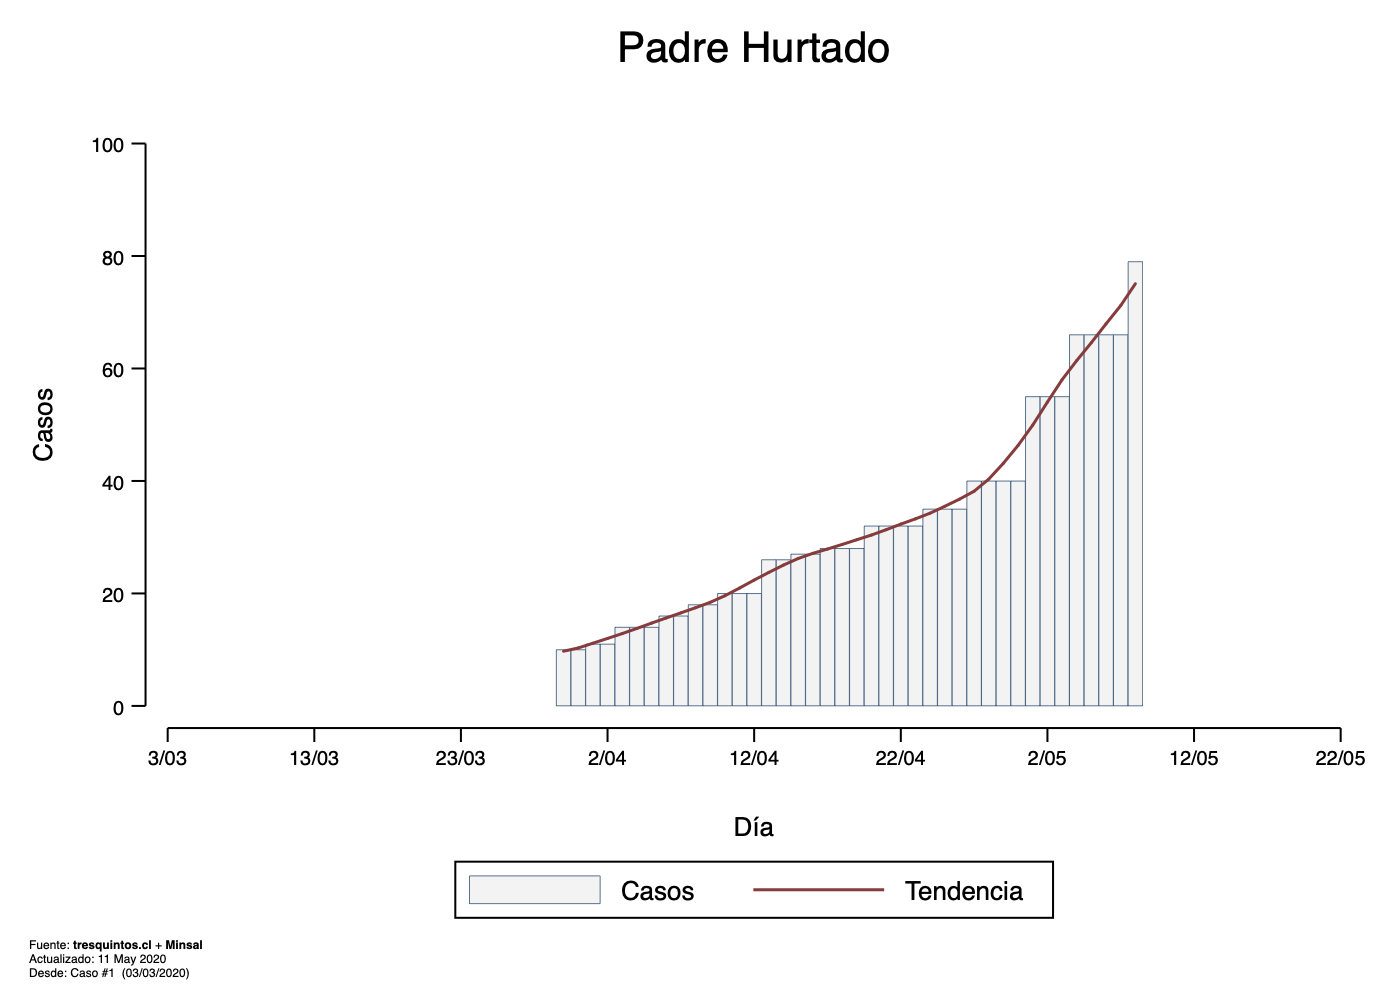 Padre Hurtado
100
80
60
40
20
0
Casos
3/03 13/03 23/03 2/04 12/04 22/04 2/05 12/05 22/05
Día
Casos Tendencia
Fuente: tresquintos.cl + Minsal
Actualizado: 11 May 2020
Desde: Caso #1 (03/03/2020)